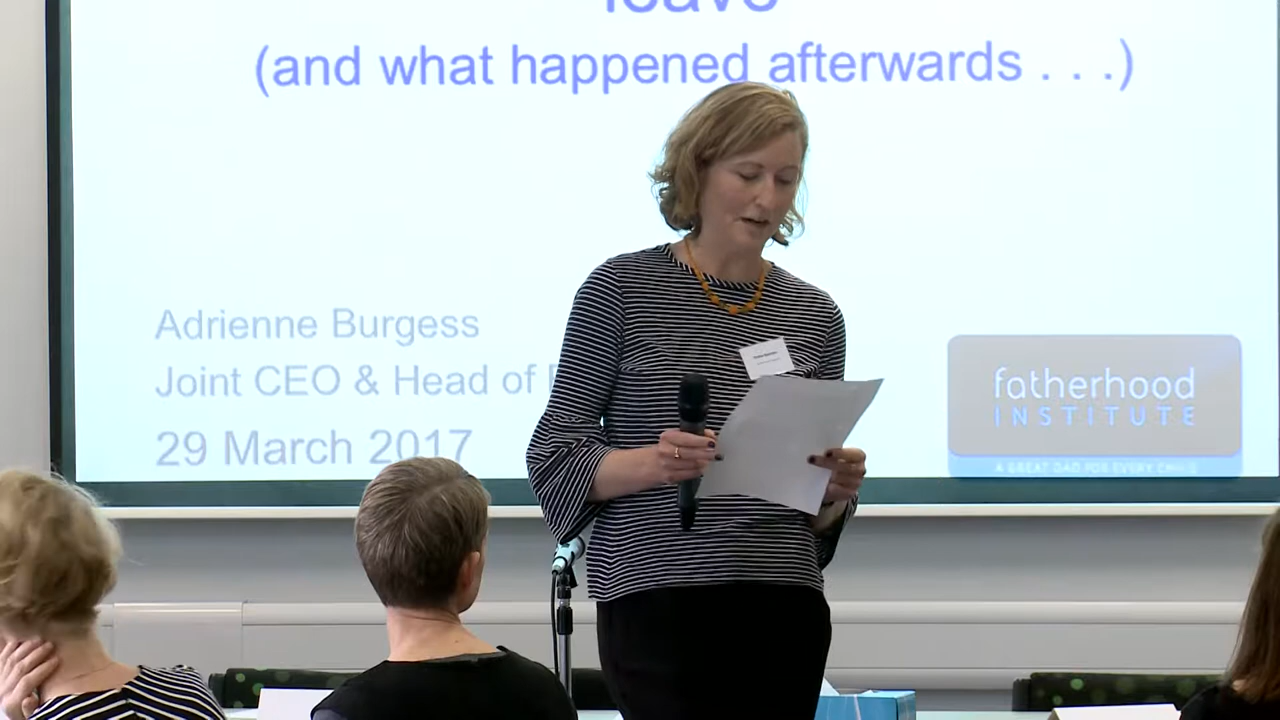 leave
(and what happened afterwards . . .)
Adrienne Burgess
Joint CEO & Head of
29 March 2017
fatherhood
INSTITUTE
A GREAT DAD FOR EVERY CHILD